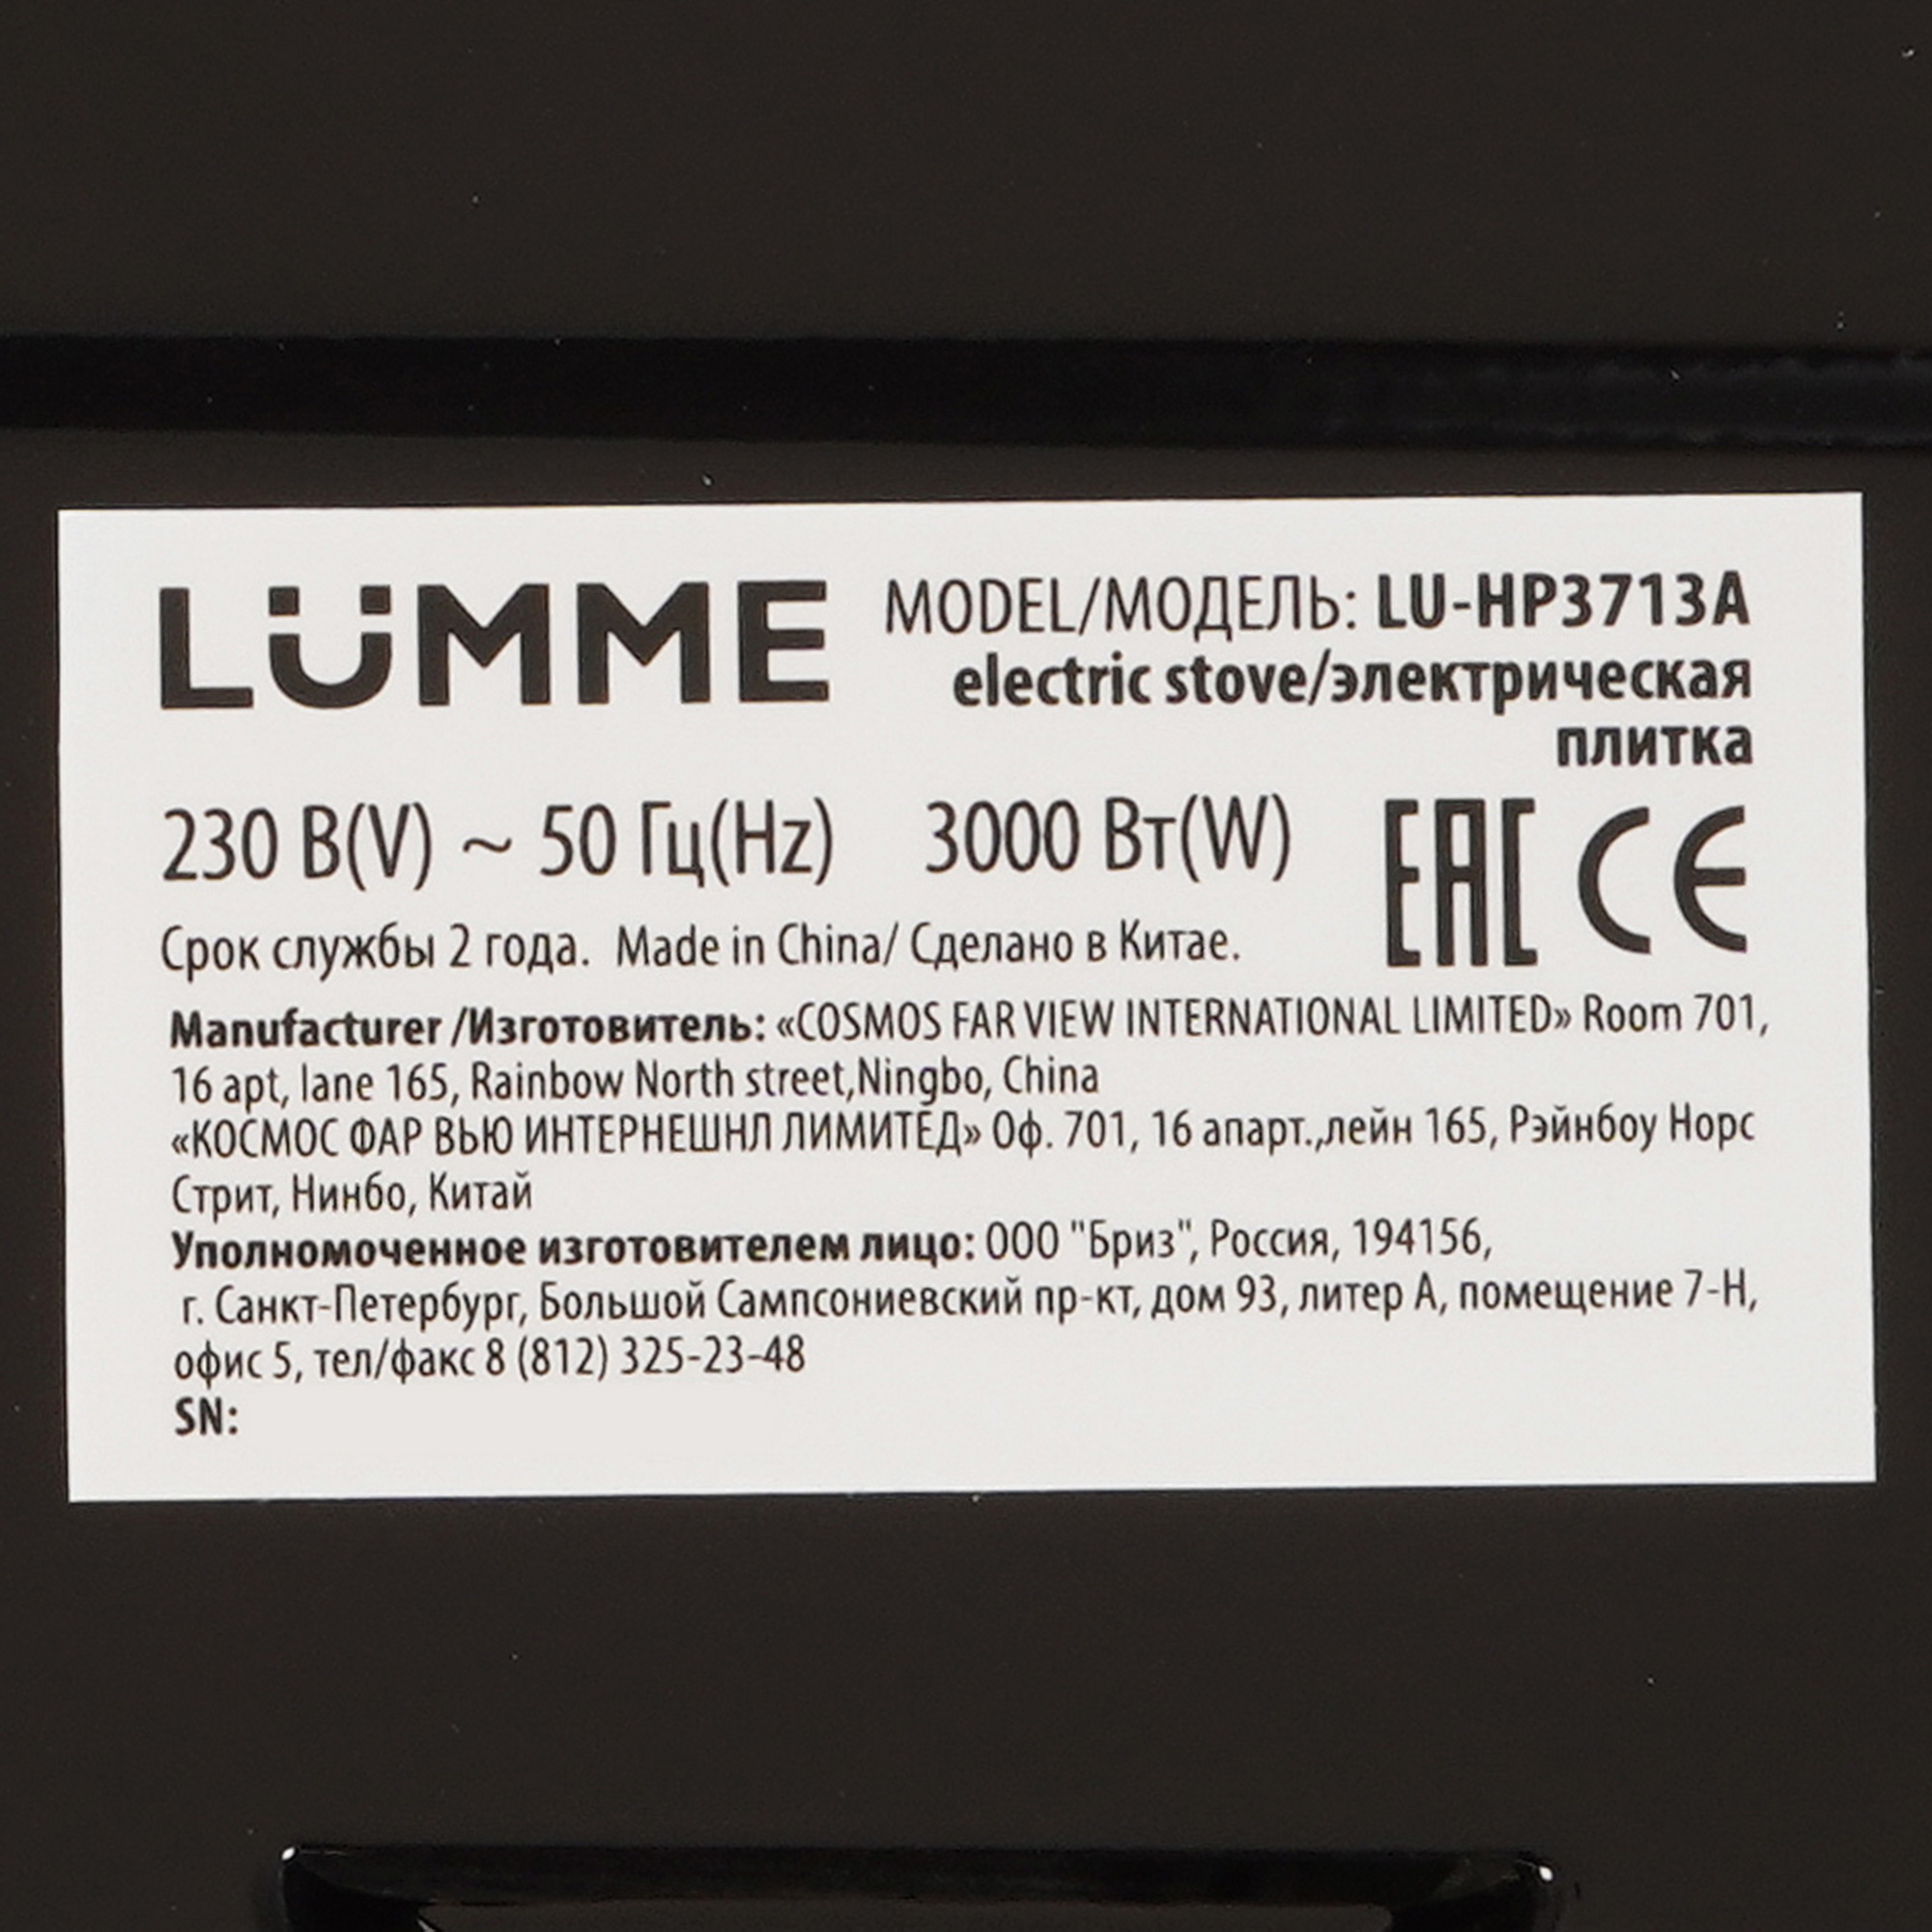 LÜMME MODEL/МОДЕЛЬ: LU-HP3713A
electric stove/электрическая
плитка
230 В(V) ~ 50 Гц(Hz) 3000 Вт(W)
EAC CE
Срок службы 2 года. Made in China/ Сделано в Китае.
Manufacturer /Изготовитель: «COSMOS FAR VIEW INTERNATIONAL LIMITED» Room 701,
16 apt, lane 165, Rainbow North street,Ningbo, China
«КОСМОС ФАР ВЬЮ ИНТЕРНЕШНЛ ЛИМИТЕД» Оф. 701, 16 апарт.,лейн 165, Рэйнбоу Норс
Стрит, Нинбо, Китай
Уполномоченное изготовителем лицо: ООО "Бриз", Россия, 194156,
г. Санкт-Петербург, Большой Сампсониевский пр-кт, дом 93, литер А, помещение 7-Н,
офис 5, тел/факс 8 (812) 325-23-48
SN: